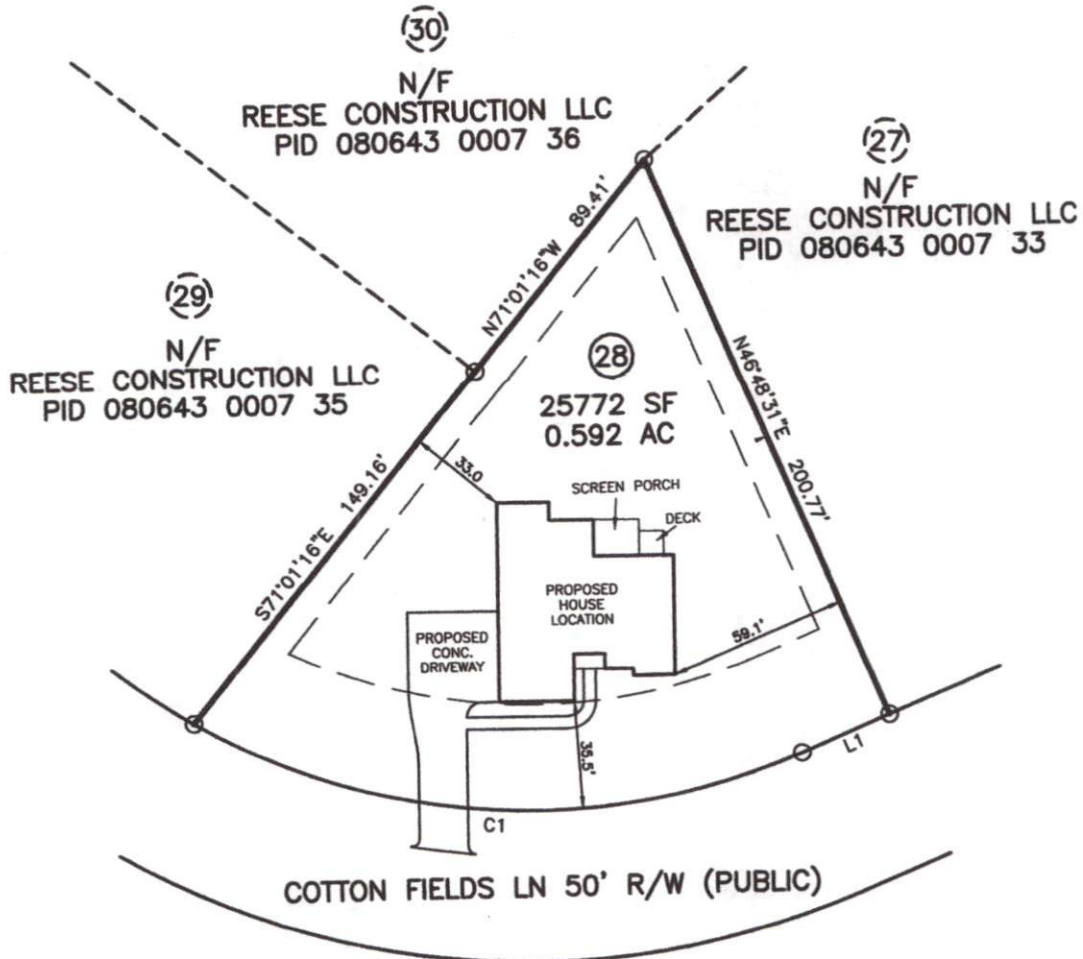 30
N/F
REESE CONSTRUCTION LLC
PID 080643 0007 36
27
N/F
REESE CONSTRUCTION LLC
PID 080643 0007 33
29
N/F
REESE CONSTRUCTION LLC
PID 080643 0007 35
N71°01'16"W 89.41'
28
25772 SF
0.592 AC
N46°48'31"E 200.77'
S71°01'16"E 149.16'
33.0
SCREEN PORCH
DECK
PROPOSED
HOUSE
LOCATION
PROPOSED
CONC.
DRIVEWAY
59.1'
35.5'
L1
C1
COTTON FIELDS LN 50' R/W (PUBLIC)